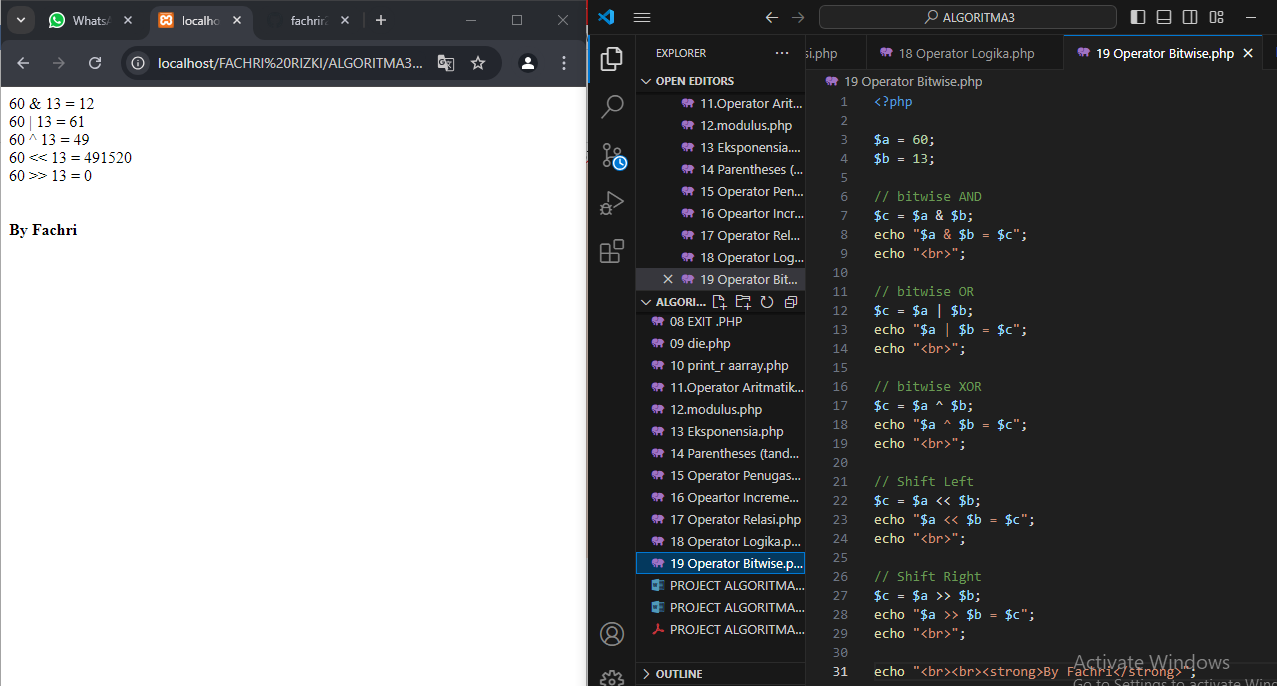 WhatsA
localho
fachriri
localhost/FACHRI%20RIZKI/ALGORITMA3...
60 & 13 = 12
60 | 13 = 61
60 ^ 13 = 49
60 << 13 = 491520
60 >> 13 = 0
By Fachri
ALGORITMA3
EXPLORER
OPEN EDITORS
11.Operator Arit...
12.modulus.php
13 Eksponensia....
14 Parentheses (...
15 Operator Pen...
16 Opeartor Incr...
17 Operator Rel...
18 Operator Log...
19 Operator Bit...
ALGORI...
08 EXIT .PHP
09 die.php
10 print_r aarray.php
11.Operator Aritmatik...
12.modulus.php
13 Eksponensia.php
14 Parentheses (tand...
15 Operator Penugas...
16 Opeartor Increme...
17 Operator Relasi.php
18 Operator Logika.p...
19 Operator Bitwise.p...
PROJECT ALGORITMA...
PROJECT ALGORITMA...
PROJECT ALGORITMA...
OUTLINE
si.php
18 Operator Logika.php
19 Operator Bitwise.php
19 Operator Bitwise.php
1 <?php
2
3 $a = 60;
4 $b = 13;
5
6 // bitwise AND
7 $c = $a & $b;
8 echo "$a & $b = $c";
9 echo "<br>";
10
11 // bitwise OR
12 $c = $a | $b;
13 echo "$a | $b = $c";
14 echo "<br>";
15
16 // bitwise XOR
17 $c = $a ^ $b;
18 echo "$a ^ $b = $c";
19 echo "<br>";
20
21 // Shift Left
22 $c = $a << $b;
23 echo "$a << $b = $c";
24 echo "<br>";
25
26 // Shift Right
27 $c = $a >> $b;
28 echo "$a >> $b = $c";
29 echo "<br>";
30
31 echo "<br><br><strong>By Fachri</strong>";
Activate Windows
Go to Settings to activate Wind